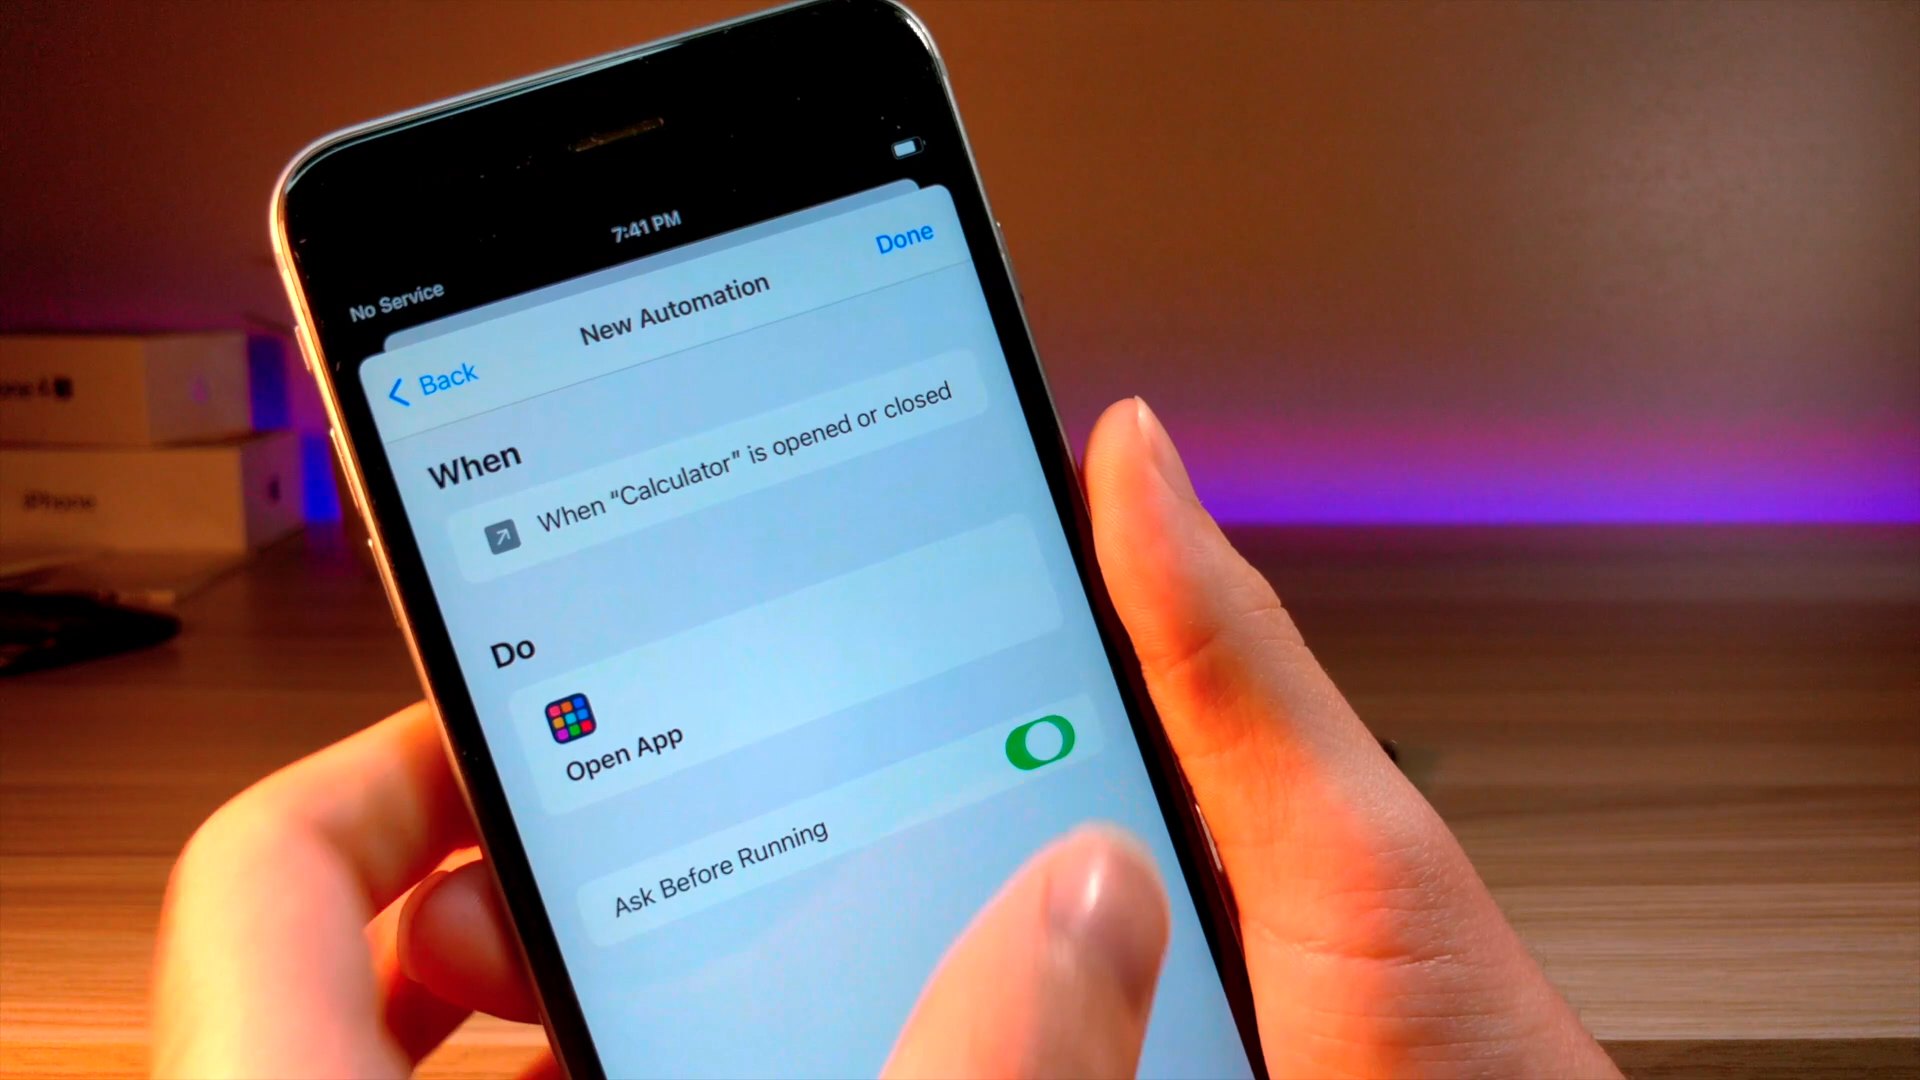 7:41 PM
No Service
Back
New Automation
Done
When
When “Calculator” is opened or closed
Do
Open App
Ask Before Running
iPhone